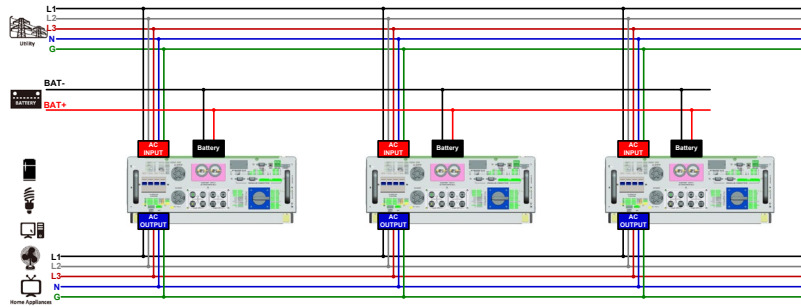 L1
L2
L3
N
G
Utility
BAT-
BATTERY
BAT+
AC
INPUT
Battery
AC
INPUT
Battery
AC
INPUT
Battery
AC
OUTPUT
AC
OUTPUT
AC
OUTPUT
L1
L2
L3
N
G
Home Appliances